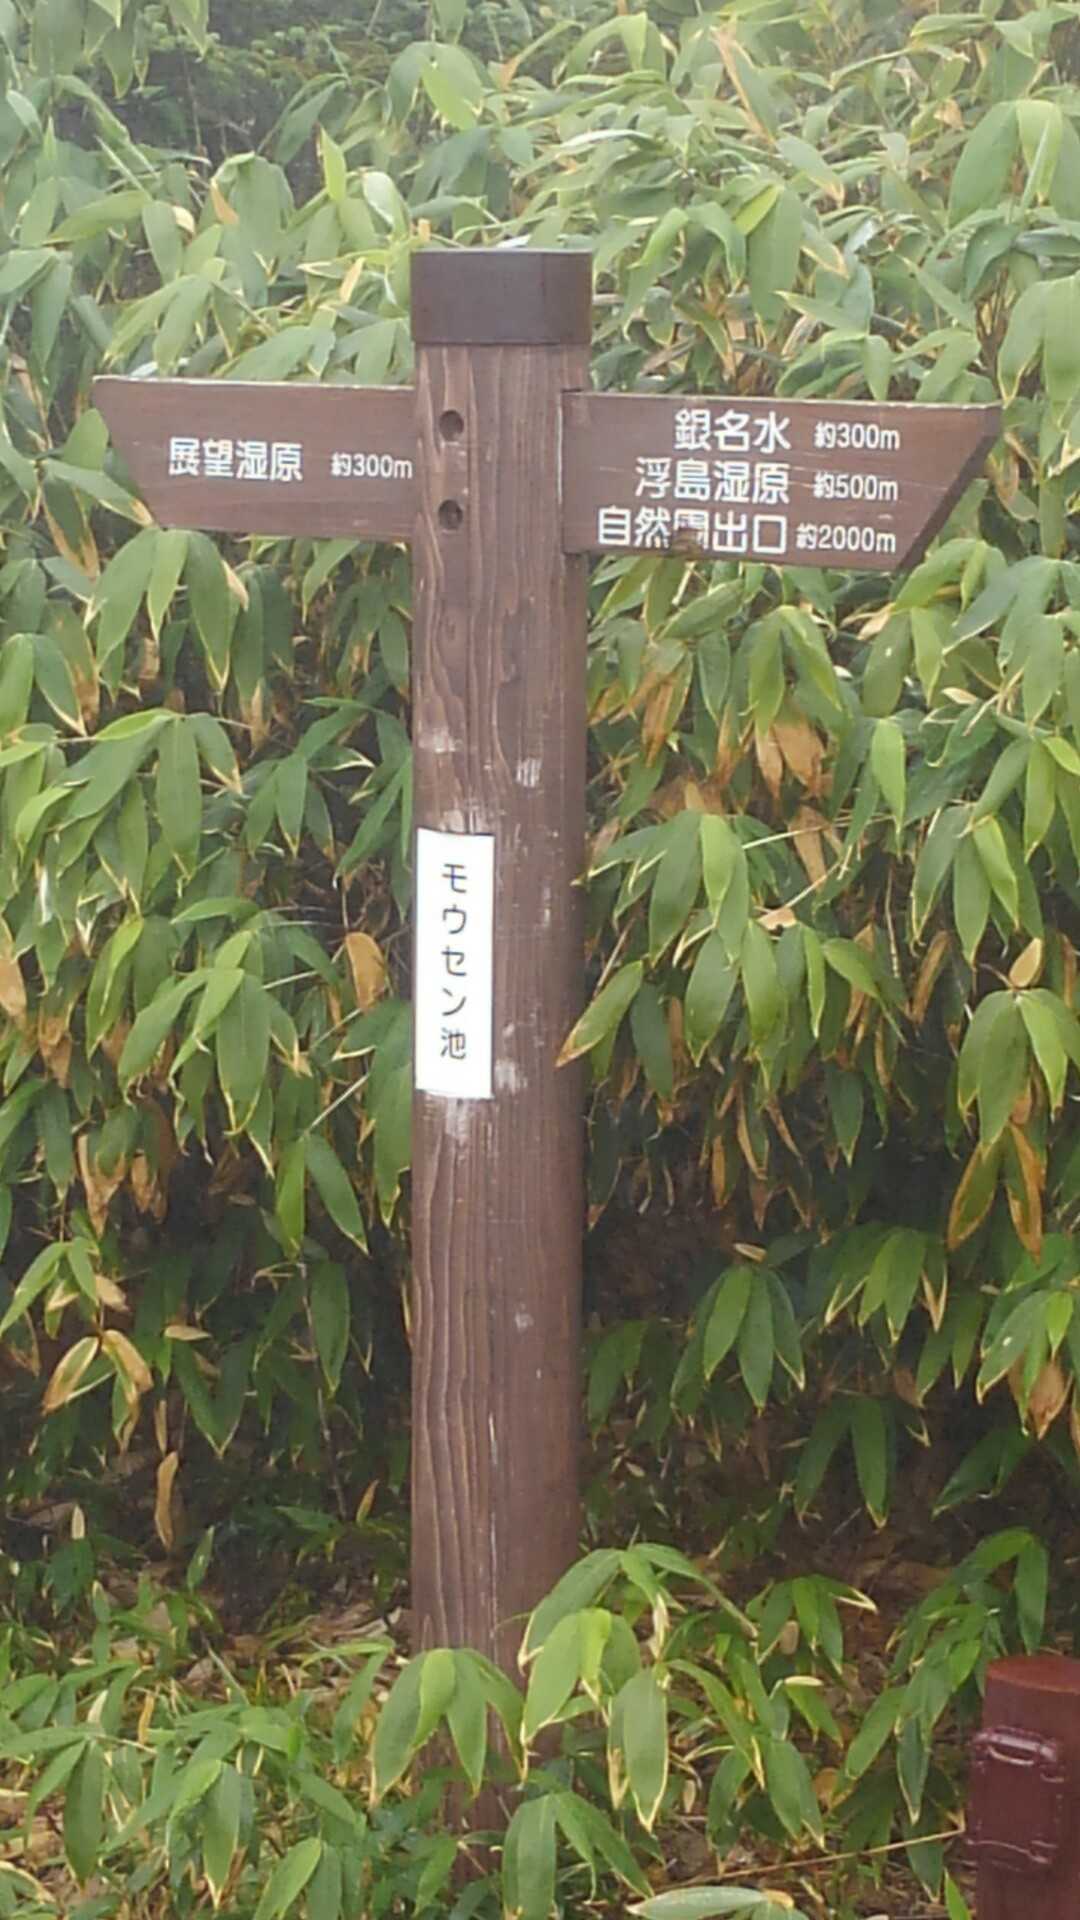 展望湿原 約300m
銀名水 約300m
浮島湿原 約500m
自然園出口 約2000m
モウセン池